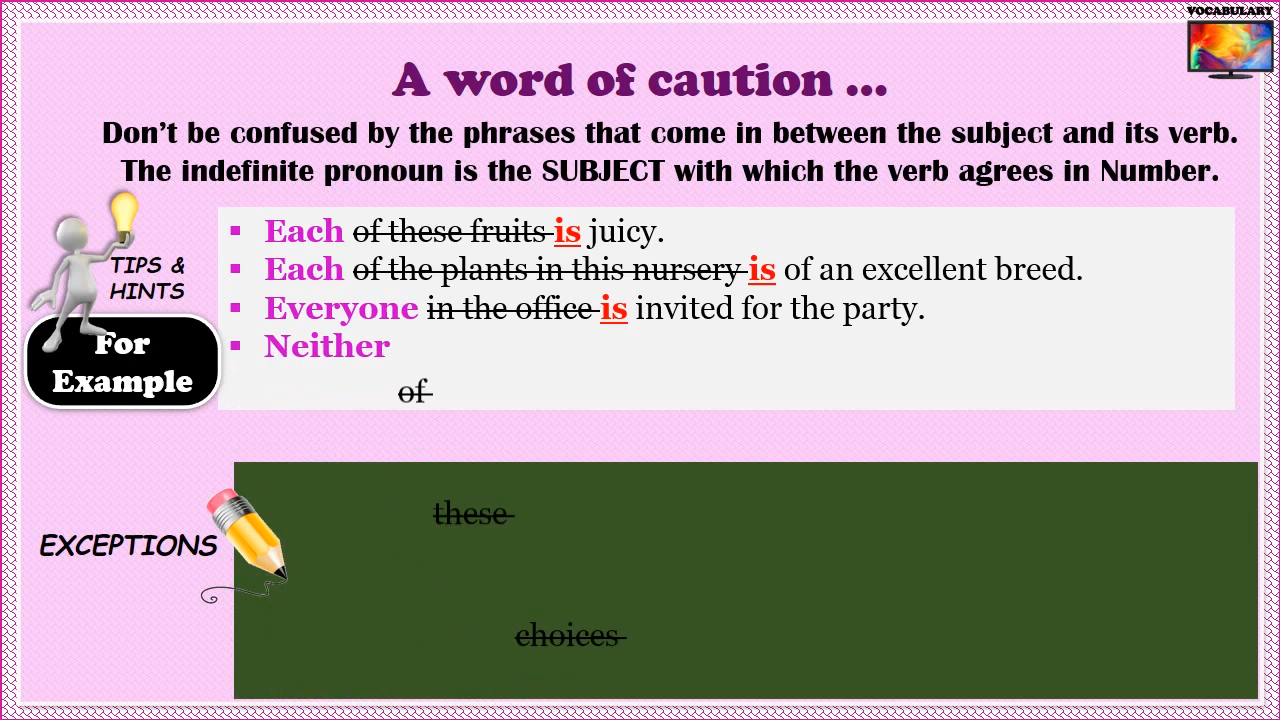 VOCABULARY
A word of caution ...
Don't be confused by the phrases that come in between the subject and its verb.
The indefinite pronoun is the SUBJECT with which the verb agrees in Number.
TIPS &
HINTS
For
Example
▪ Each of these fruits is juicy.
▪ Each of the plants in this nursery is of an excellent breed.
▪ Everyone in the office is invited for the party.
▪ Neither
of
these
EXCEPTIONS
choices